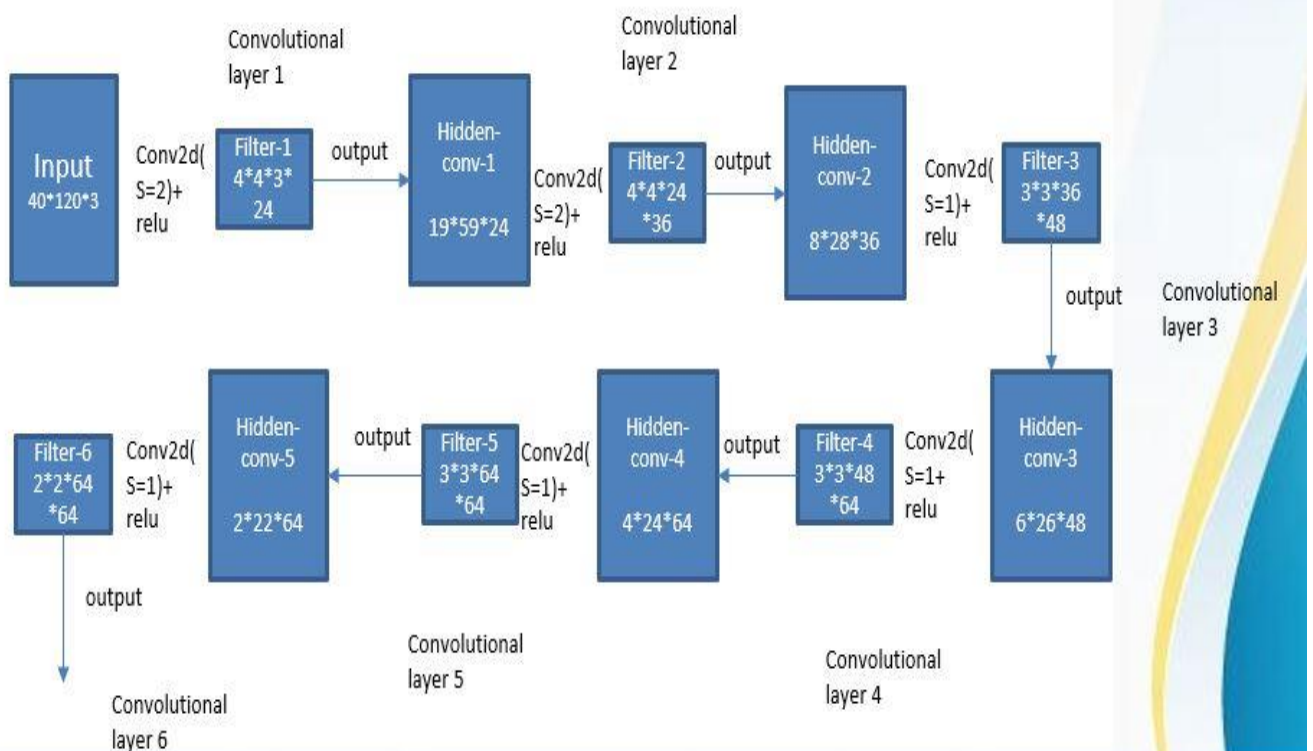 Convolutional
layer 1
Input
40*120*3
Conv2d(
S=2)+
relu
Filter-1
4*4*3*
24
output
Hidden-
conv-1
19*59*24
Convolutional
layer 2
Conv2d(
S=2)+
relu
Filter-2
4*4*24
*36
output
Hidden-
conv-2
8*28*36
Conv2d(
S=1)+
relu
Filter-3
3*3*36
*48
output
Convolutional
layer 3
Hidden-
conv-3
6*26*48
Conv2d(
S=1+
relu
Filter-4
3*3*48
*64
output
Convolutional
layer 4
Hidden-
conv-4
4*24*64
Conv2d(
S=1)+
relu
Filter-5
3*3*64
*64
output
Convolutional
layer 5
Hidden-
conv-5
2*22*64
Conv2d(
S=1)+
relu
Filter-6
2*2*64
*64
output
Convolutional
layer 6